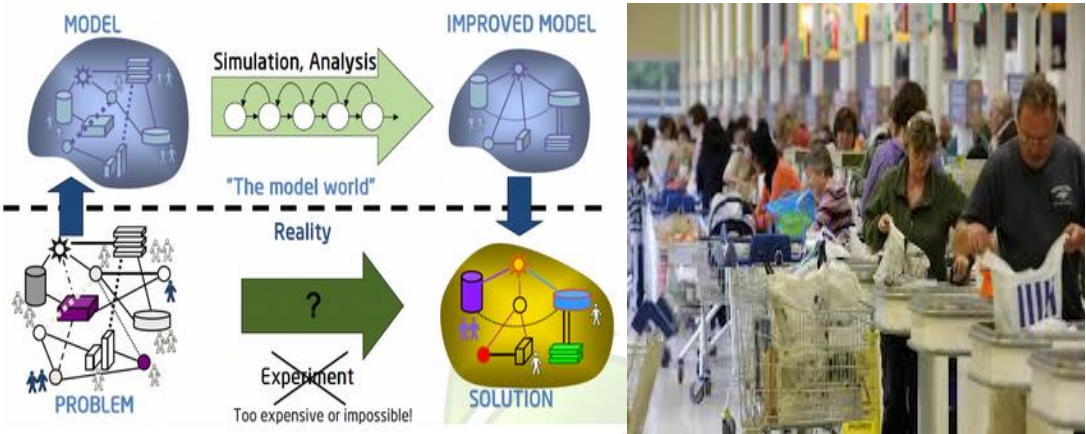 MODEL
IMPROVED MODEL
Simulation, Analysis
"The model world"
Reality
?
Experiment
Too expensive or impossible!
PROBLEM
SOLUTION